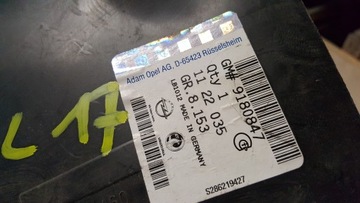 L 17
Adam Opel AG, D-65423 Rüsselsheim
GM# 9180847
Qty 1
11 22 035
GR.8.153
LB1012 MADE IN GERMANY
S286219427